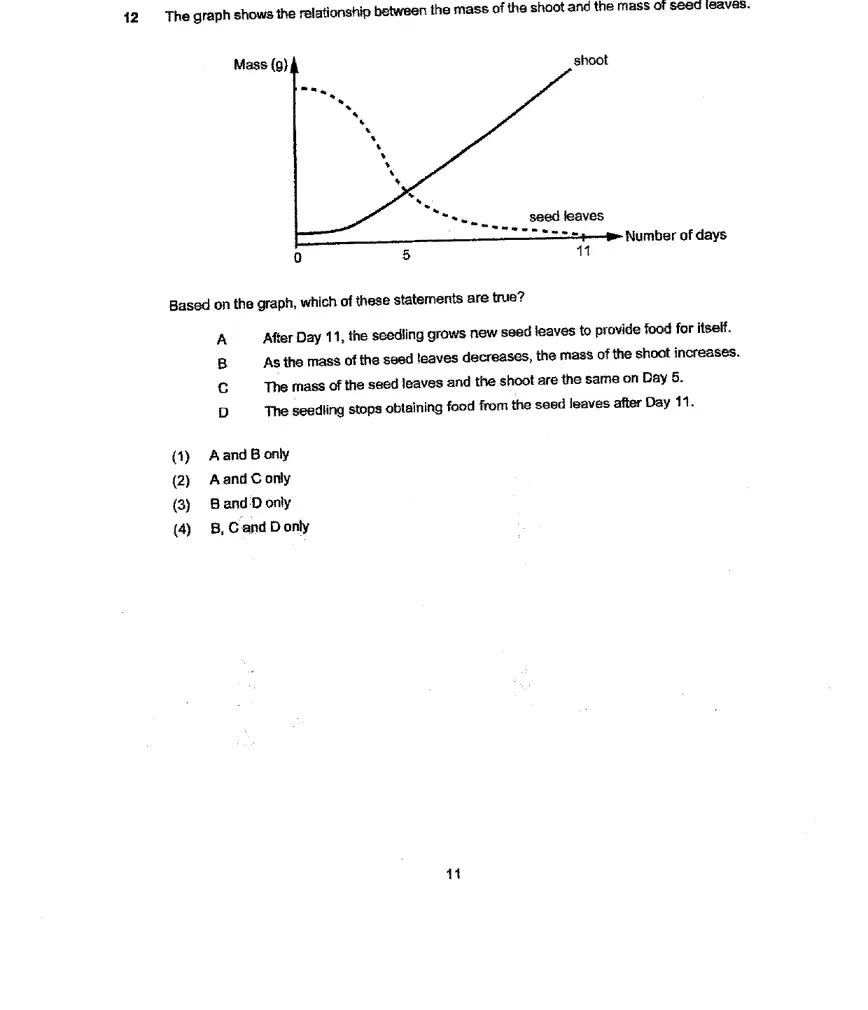 12 The graph shows the relationship between the mass of the shoot and the mass of seed leaves.
Mass (g)
shoot
seed leaves
Number of days
0 5 11
Based on the graph, which of these statements are true?
A After Day 11, the seedling grows new seed leaves to provide food for itself.
B As the mass of the seed leaves decreases, the mass of the shoot increases.
C The mass of the seed leaves and the shoot are the same on Day 5.
D The seedling stops obtaining food from the seed leaves after Day 11.
(1) A and B only
(2) A and C only
(3) B and D only
(4) B, C and D only
11